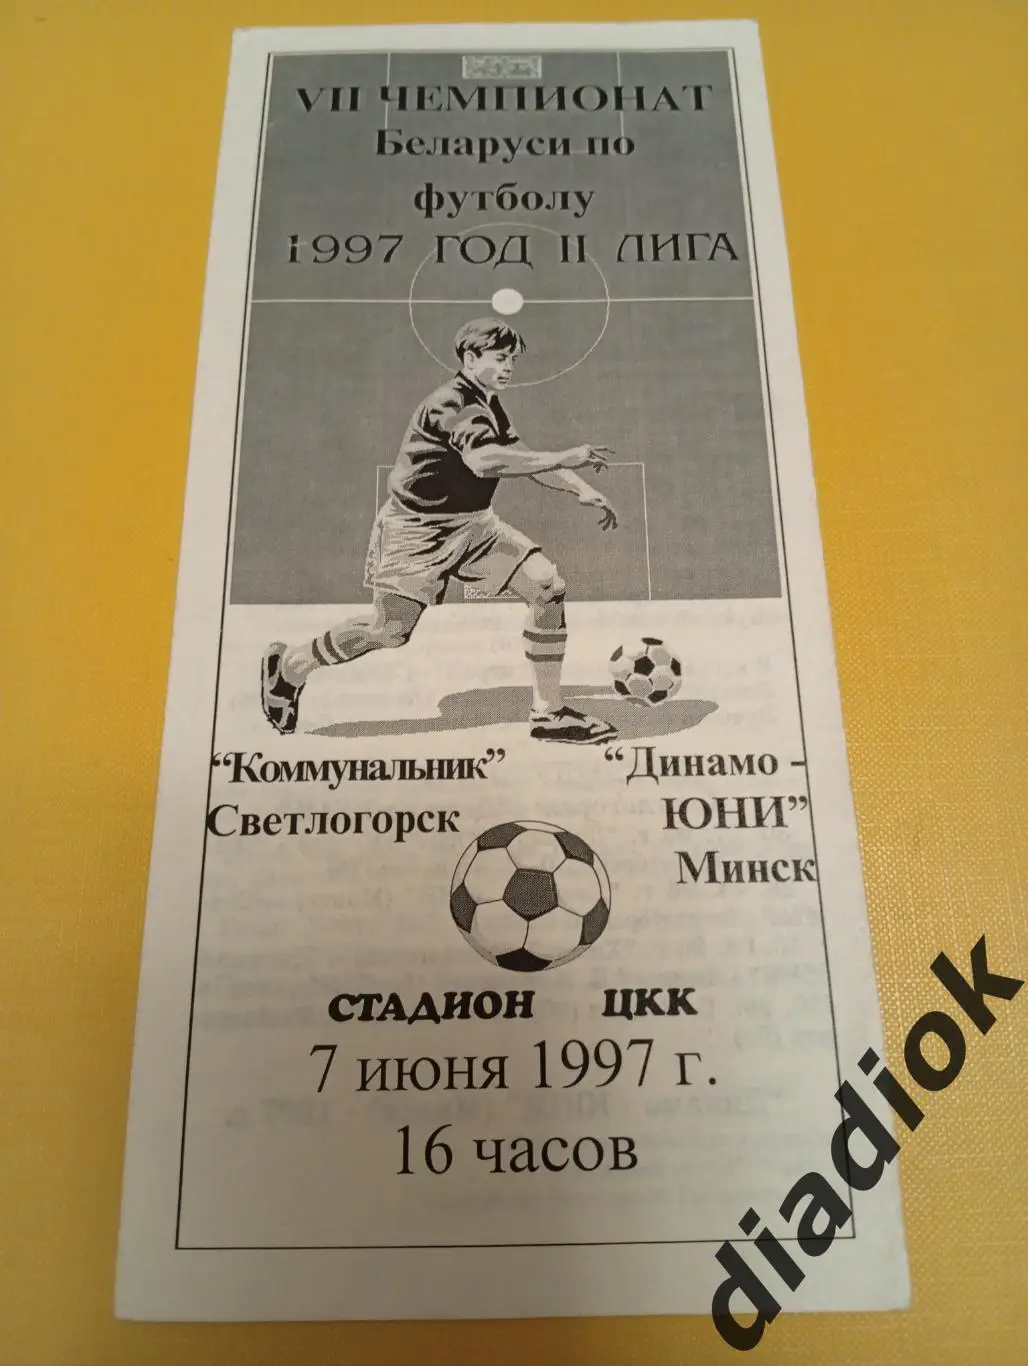 VII ЧЕМПИОНАТ
Беларуси по
футболу
1997 ГОД II ЛИГА
“Коммунальник” “Динамо -
Светлогорск ЮНИ”
Минск
СТАДИОН ЦКК
7 июня 1997 г.
16 часов
diadiok